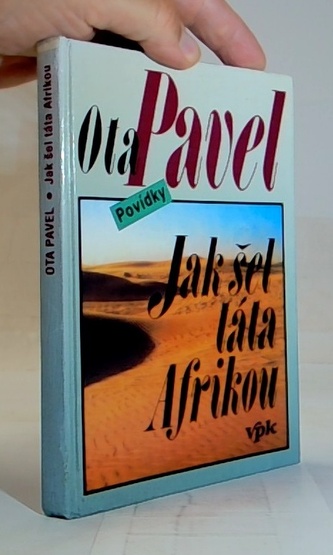 OTA PAVEL • Jak šel táta Afrikou
Ota Pavel
Povídky
Jak šel
táta
Afrikou
vpk